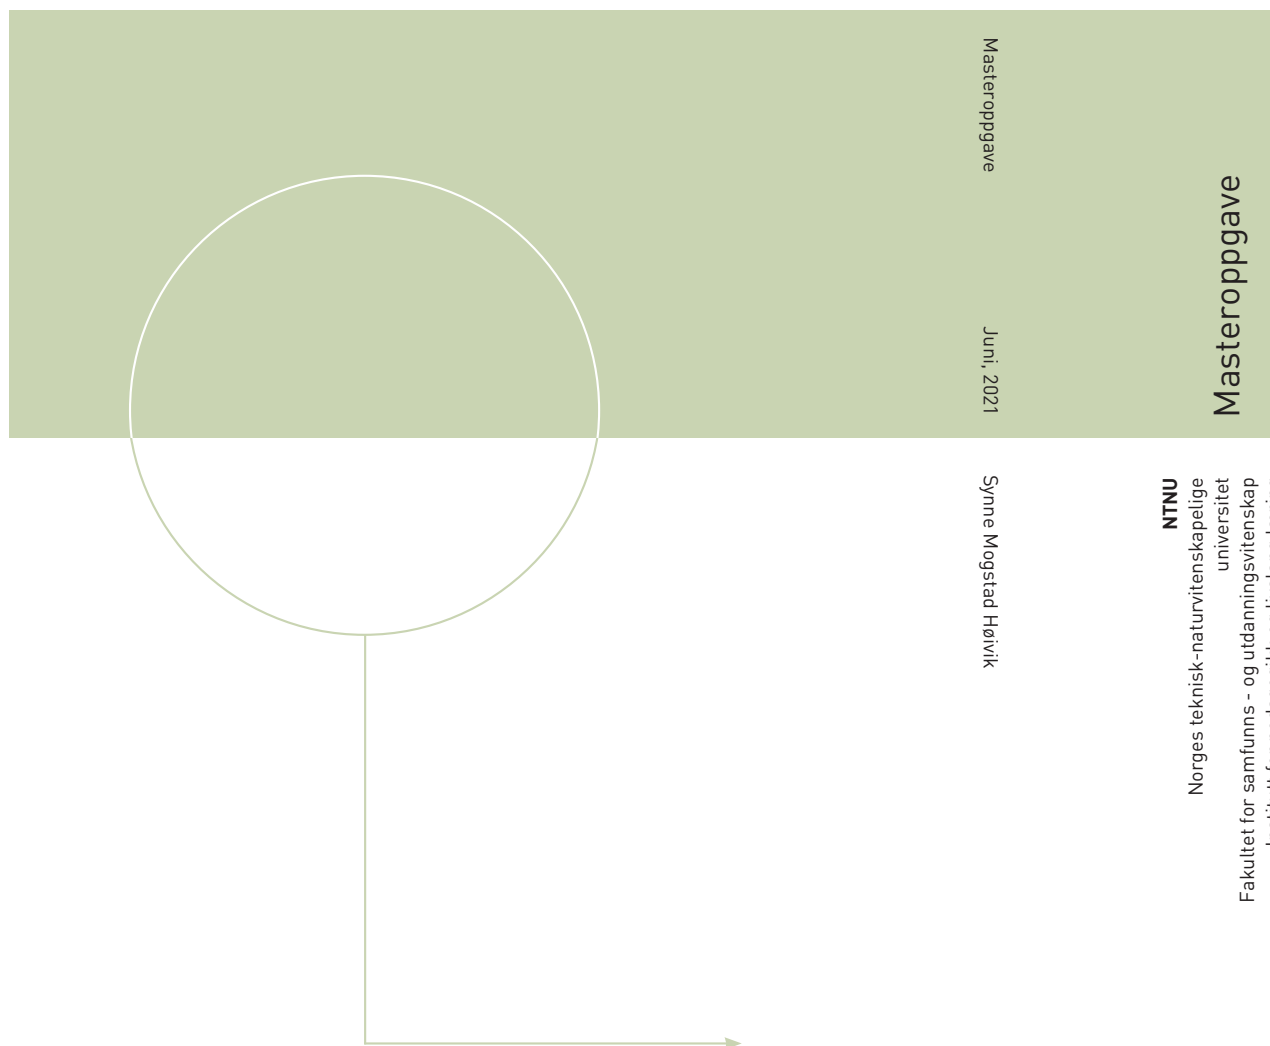 Masteroppgave
Juni, 2021
Synne Mogstad Høivik
Masteroppgave
NTNU
Norges teknisk-naturvitenskapelige
universitet
Fakultet for samfunns - og utdanningsvitenskap